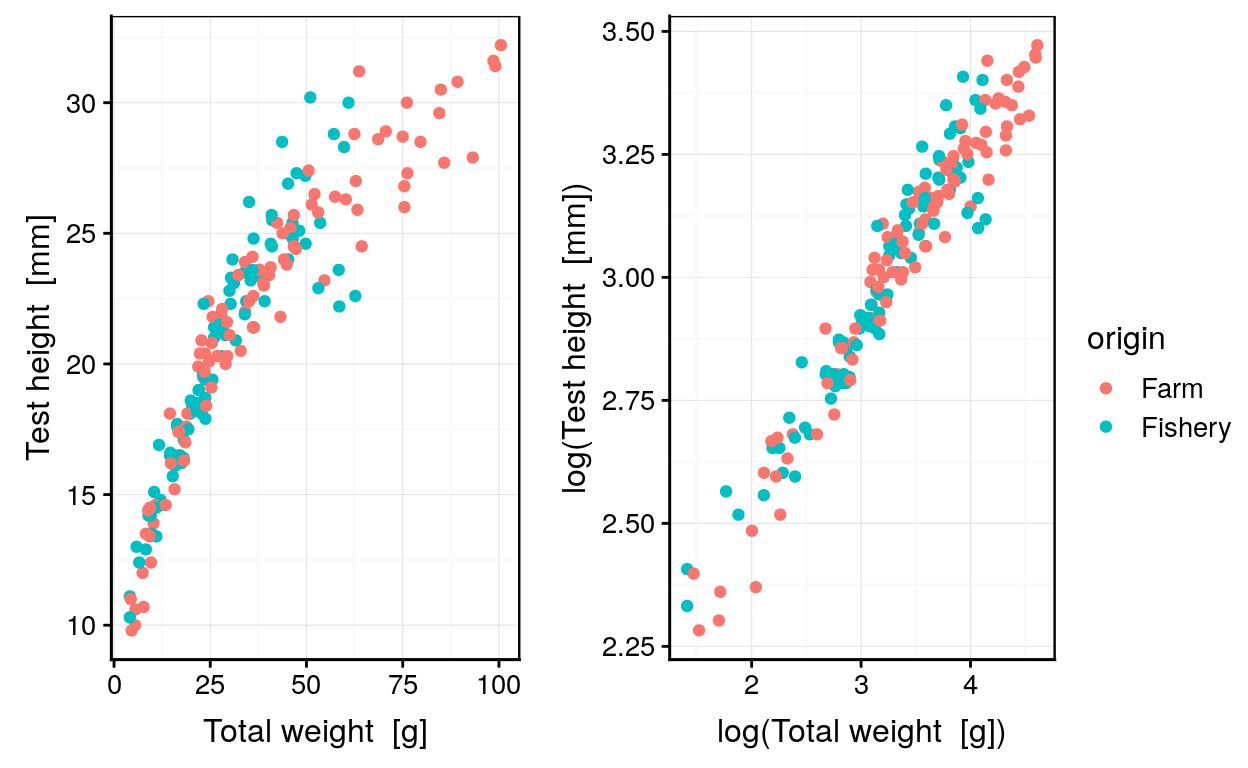 Test height  [mm]
30
25
20
15
10
0
25
50
75
100
Total weight  [g]
log(Test height  [mm])
3.50
3.25
3.00
2.75
2.50
2.25
2
3
4
log(Total weight  [g])
origin
Farm
Fishery